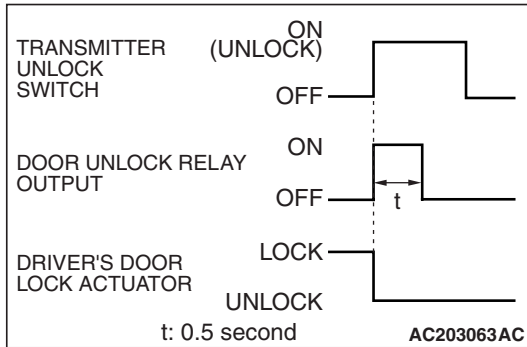 TRANSMITTER
UNLOCK
SWITCH
ON
(UNLOCK)
OFF
DOOR UNLOCK RELAY
OUTPUT
ON
OFF
t
DRIVER'S DOOR
LOCK ACTUATOR
LOCK
UNLOCK
t: 0.5 second
AC203063AC